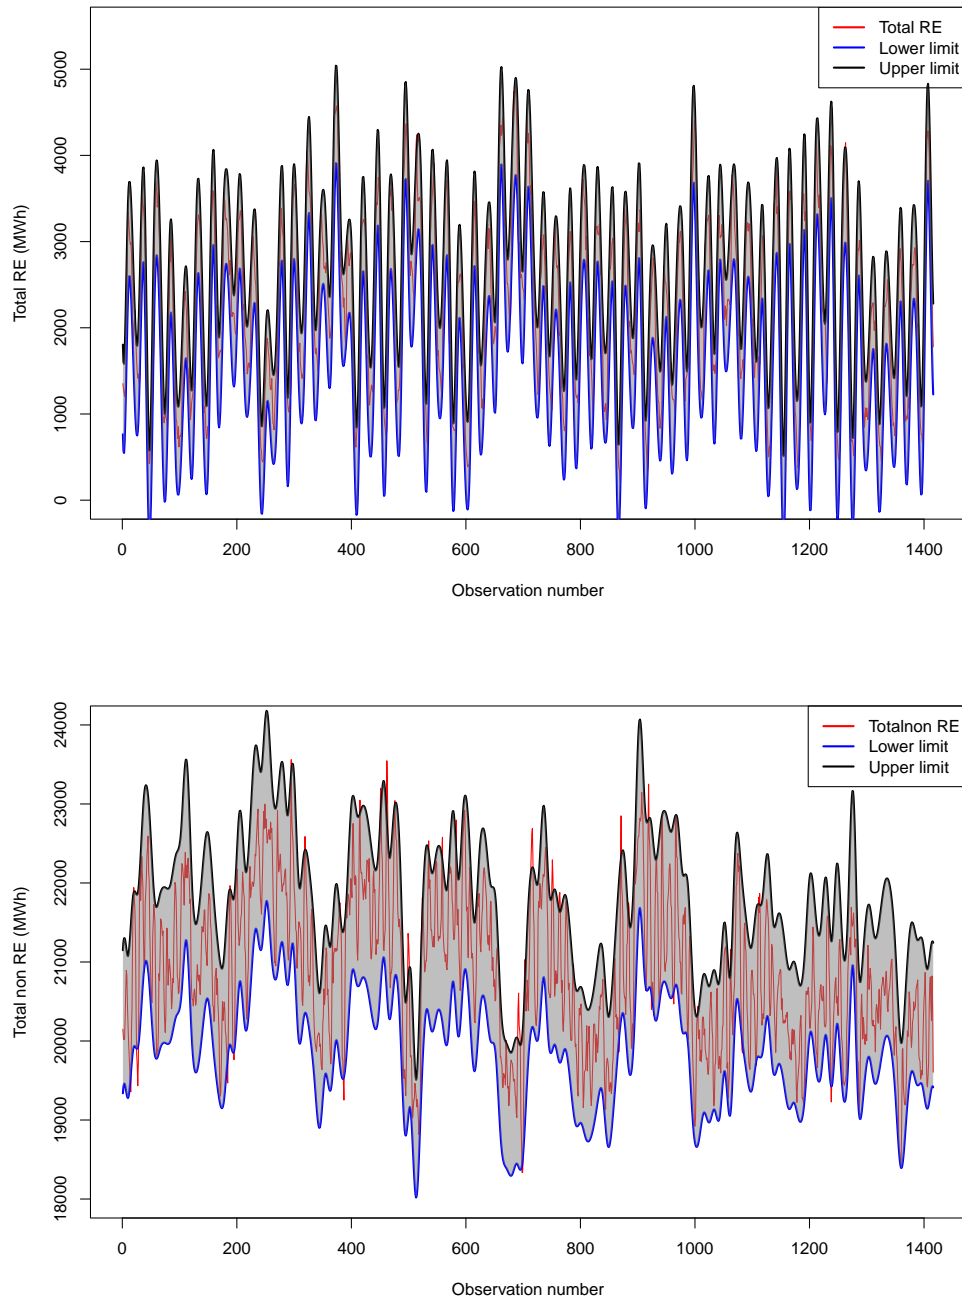 Total RE
Lower limit
Upper limit
Total RE (MWh)
5000
4000
3000
2000
1000
0
0 200 400 600 800 1000 1200 1400
Observation number
Totalnon RE
Lower limit
Upper limit
Total non RE (MWh)
24000
23000
22000
21000
20000
19000
18000
0 200 400 600 800 1000 1200 1400
Observation number